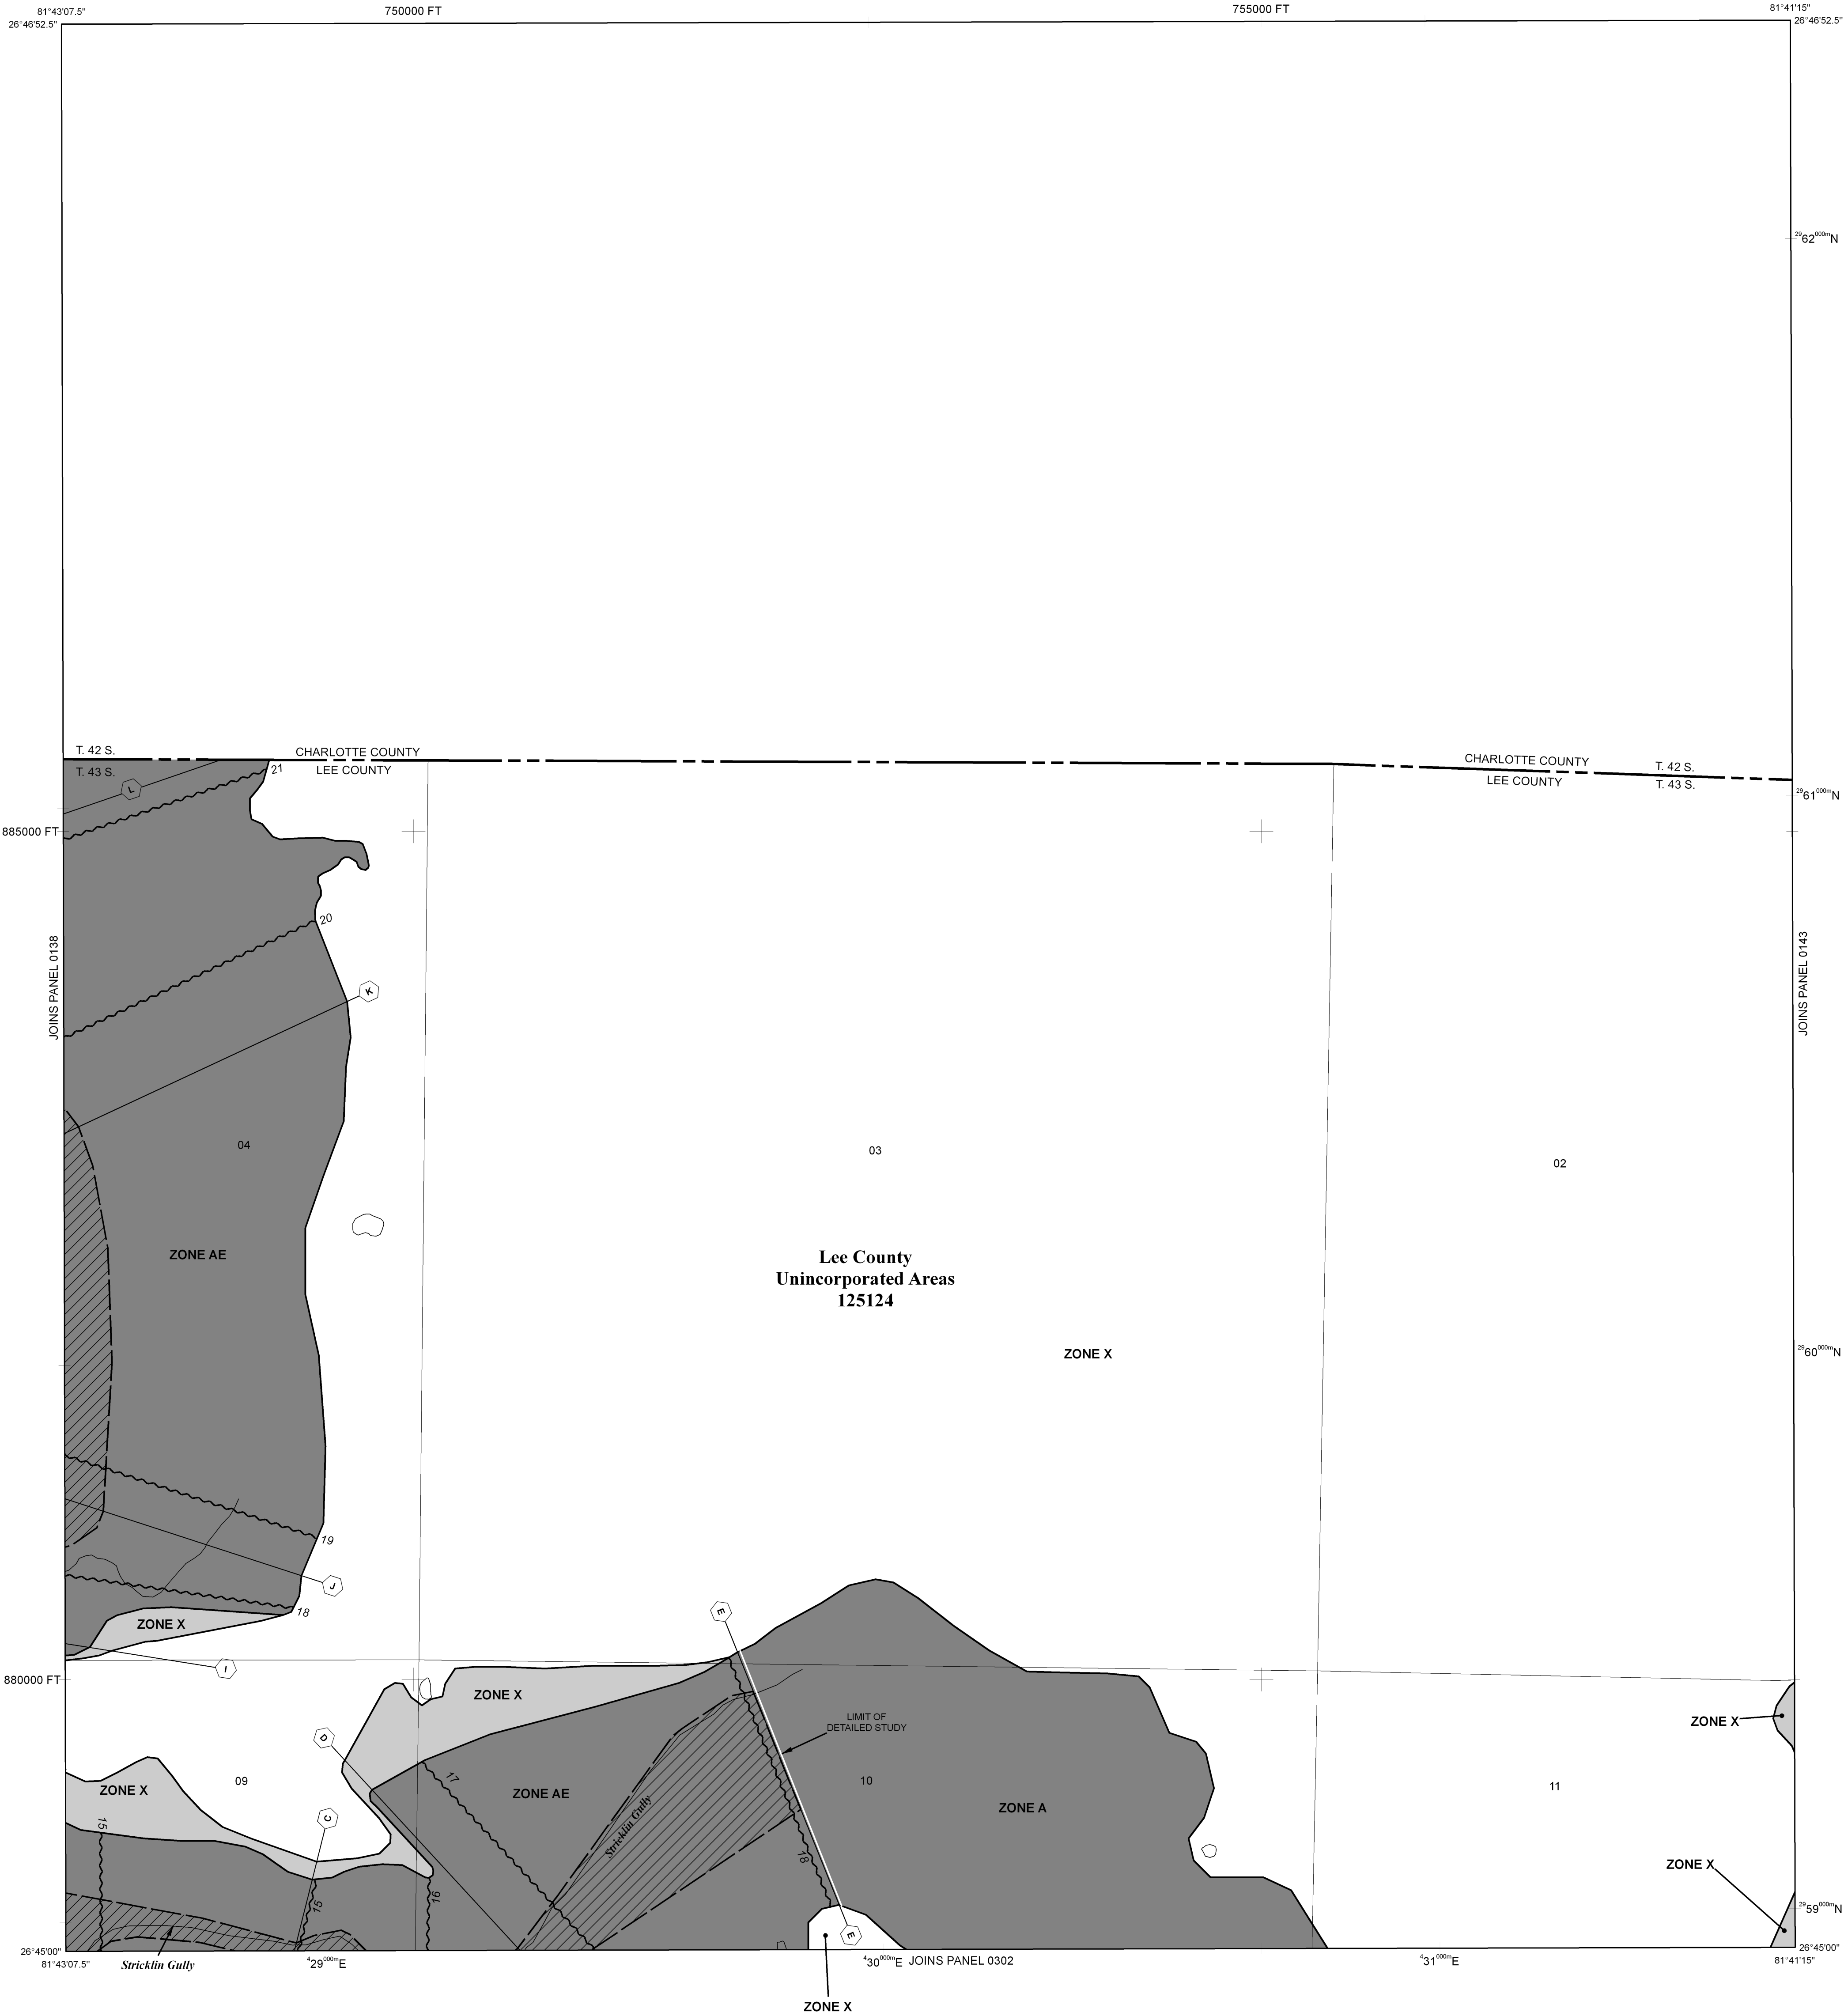 81°43'07.5"
750000 FT
755000 FT
81°41'15"
26°46'52.5"
26°46'52.5"
2962000mN
T. 42 S.
CHARLOTTE COUNTY
CHARLOTTE COUNTY
T. 42 S.
T. 43 S.
LEE COUNTY
LEE COUNTY
T. 43 S.
21
L
2961000mN
885000 FT
20
JOINS PANEL 0138
JOINS PANEL 0143
K
04
03
02
ZONE AE
Lee County
Unincorporated Areas
125124
ZONE X
2960000mN
19
J
18
E
ZONE X
I
880000 FT
ZONE X
LIMIT OF
DETAILED STUDY
ZONE X
D
17
09
ZONE X
ZONE AE
10
11
ZONE A
C
15
Stricklin Gully
18
ZONE X
16
15
E
2959000mN
26°45'00"
26°45'00"
81°43'07.5"
Stricklin Gully
429000mE
430000mE
JOINS PANEL 0302
431000mE
81°41'15"
ZONE X